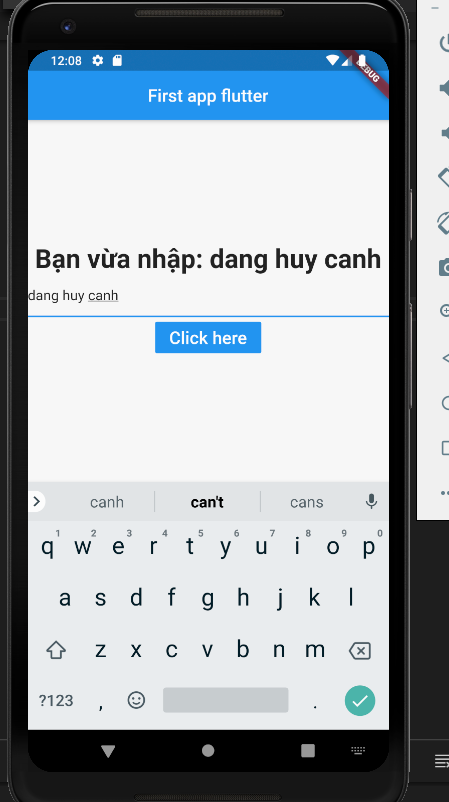 12:08
DEBUG
First app flutter
Bạn vừa nhập: dang huy canh
dang huy canh
Click here
canh can't cans
1 2 3 4 5 6 7 8 9 0
q w e r t y u i o p
a s d f g h j k l
z x c v b n m
?123 , .